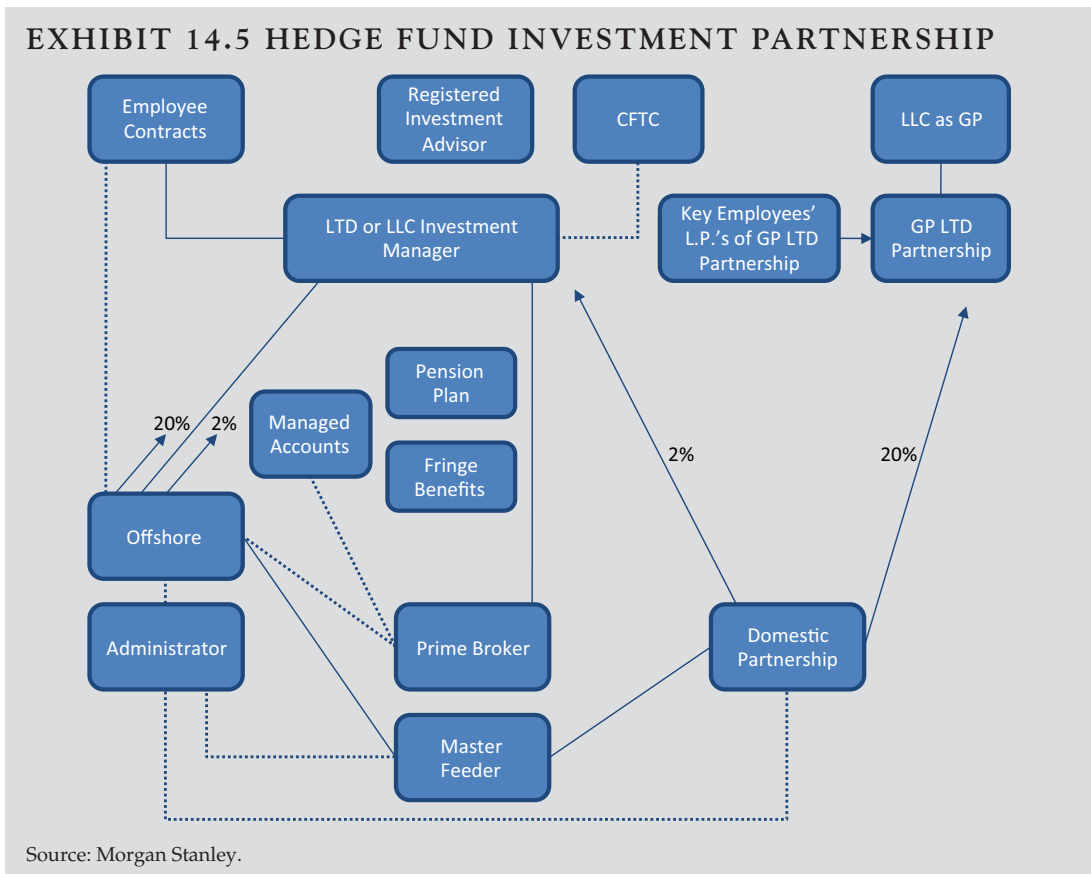 EXHIBIT 14.5 HEDGE FUND INVESTMENT PARTNERSHIP
Employee
Contracts
Registered
Investment
Advisor
CFTC
LLC as GP
LTD or LLC Investment
Manager
Key Employees'
L.P.'s of GP LTD
Partnership
GP LTD
Partnership
Pension
Plan
Managed
Accounts
20%
2%
Fringe
Benefits
2%
20%
Offshore
Administrator
Prime Broker
Domestic
Partnership
Master
Feeder
Source: Morgan Stanley.